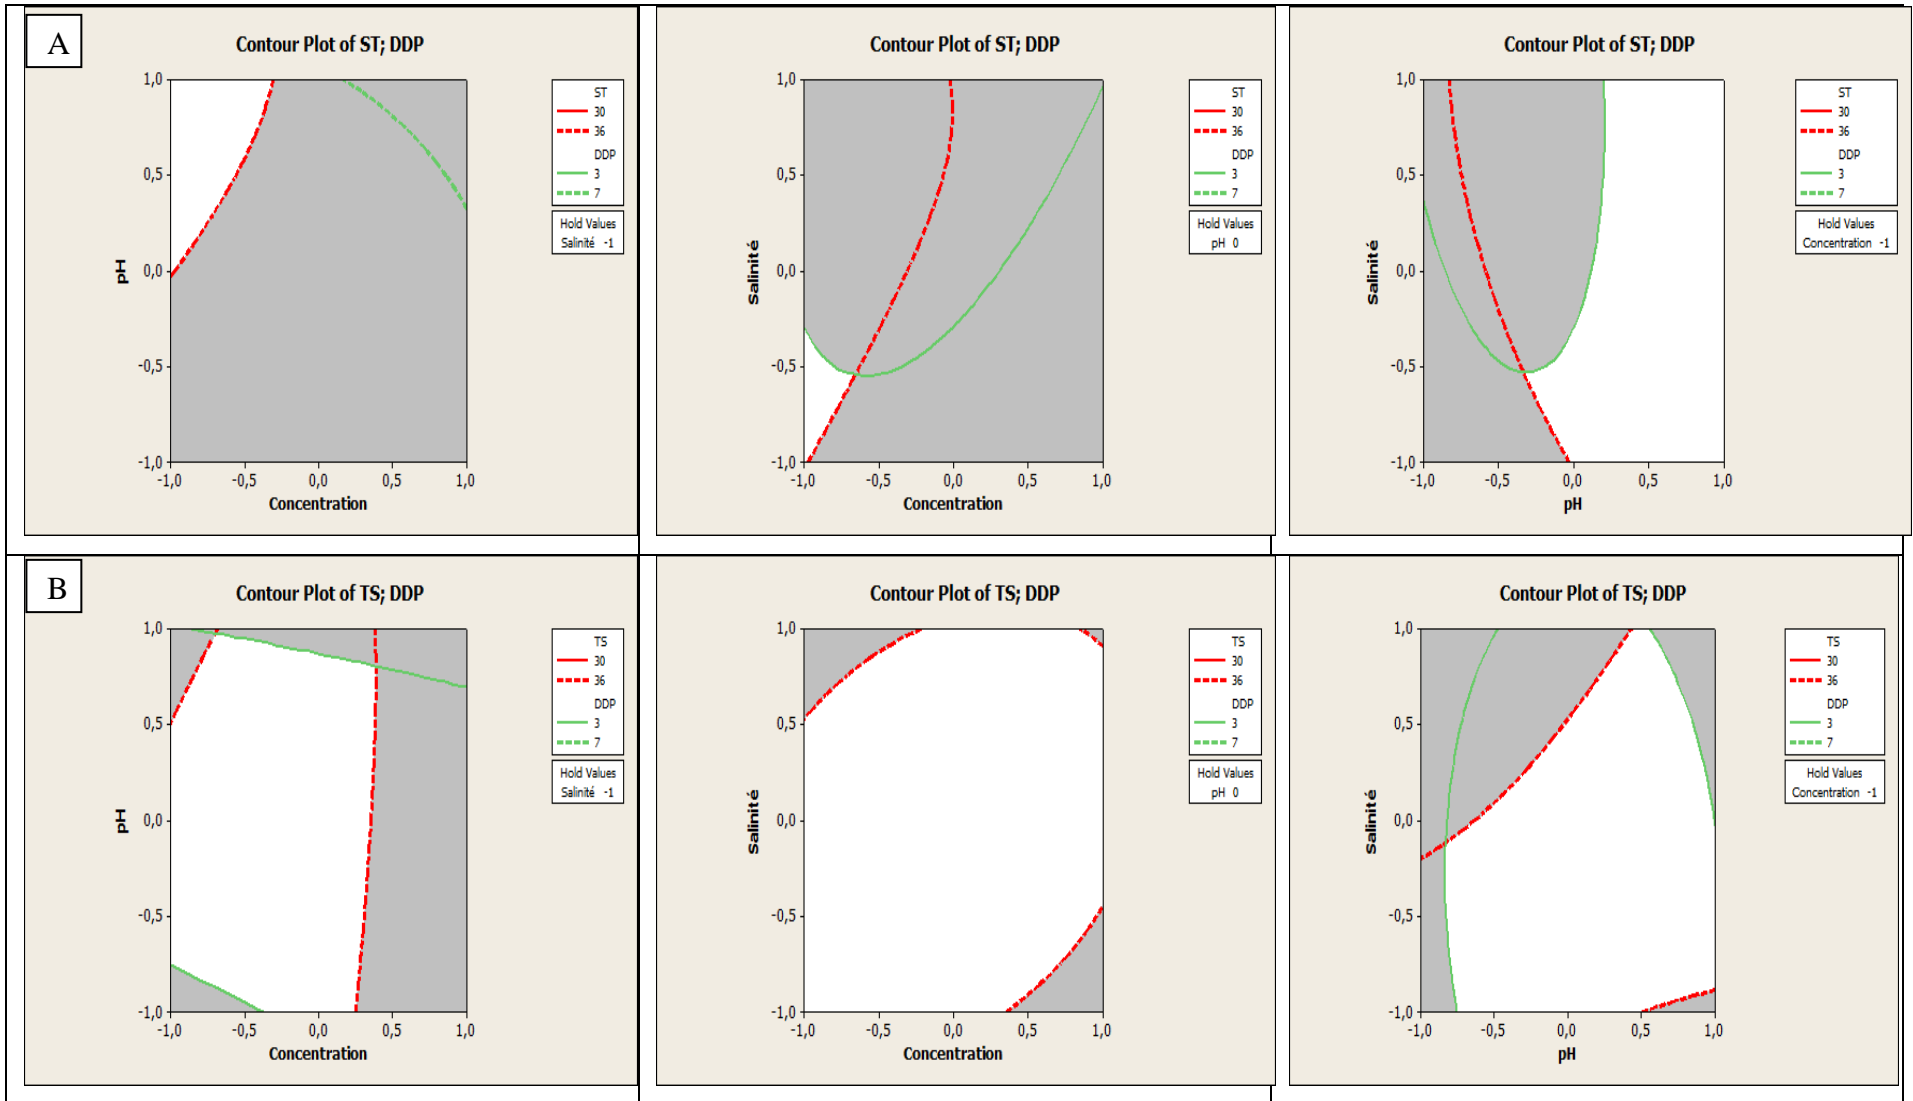 A
Contour Plot of ST; DDP
1,0
0,5
0,0
-0,5
-1,0
pH
-1,0 -0,5 0,0 0,5 1,0
Concentration
ST
30
36
DDP
3
7
Hold Values
Salinité -1
Contour Plot of ST; DDP
1,0
0,5
0,0
-0,5
-1,0
Salinité
-1,0 -0,5 0,0 0,5 1,0
Concentration
ST
30
36
DDP
3
7
Hold Values
pH 0
Contour Plot of ST; DDP
1,0
0,5
0,0
-0,5
-1,0
Salinité
-1,0 -0,5 0,0 0,5 1,0
pH
ST
30
36
DDP
3
7
Hold Values
Concentration -1
B
Contour Plot of TS; DDP
1,0
0,5
0,0
-0,5
-1,0
pH
-1,0 -0,5 0,0 0,5 1,0
Concentration
TS
30
36
DDP
3
7
Hold Values
Salinité -1
Contour Plot of TS; DDP
1,0
0,5
0,0
-0,5
-1,0
Salinité
-1,0 -0,5 0,0 0,5 1,0
Concentration
TS
30
36
DDP
3
7
Hold Values
pH 0
Contour Plot of TS; DDP
1,0
0,5
0,0
-0,5
-1,0
Salinité
-1,0 -0,5 0,0 0,5 1,0
pH
TS
30
36
DDP
3
7
Hold Values
Concentration -1